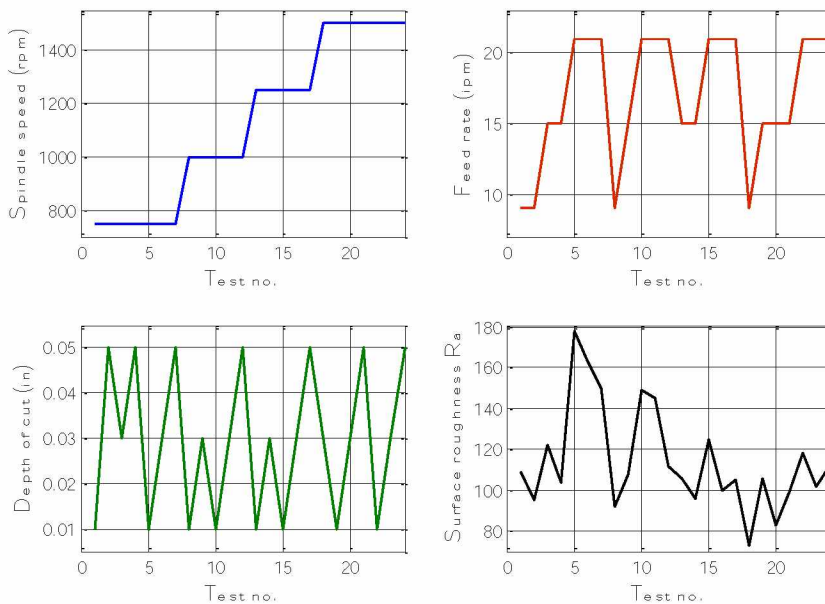 Spindle speed (rpm)
1400
1200
1000
800
0 5 10 15 20
Test no.
Feed rate (ipm)
20
15
10
0 5 10 15 20
Test no.
Depth of cut (in)
0.05
0.04
0.03
0.02
0.01
0 5 10 15 20
Test no.
Surface roughness Ra
180
160
140
120
100
80
0 5 10 15 20
Test no.